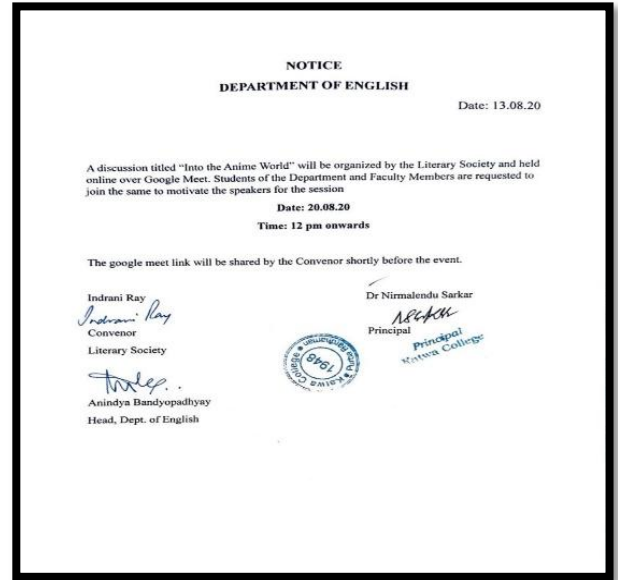 NOTICE
DEPARTMENT OF ENGLISH
Date: 13.08.20
A discussion titled “Into the Anime World” will be organized by the Literary Society and held
online over Google Meet. Students of the Department and Faculty Members are requested to
join the same to motivate the speakers for the session
Date: 20.08.20
Time: 12 pm onwards
The google meet link will be shared by the Convenor shortly before the event.
Indrani Ray
Indrani Ray
Convenor
Literary Society
Anindya Bandyopadhyay
Head, Dept. of English
Dr Nirmalendu Sarkar
Principal
Principal
Katwa College
Katwa College
Purba Bardhaman
1948